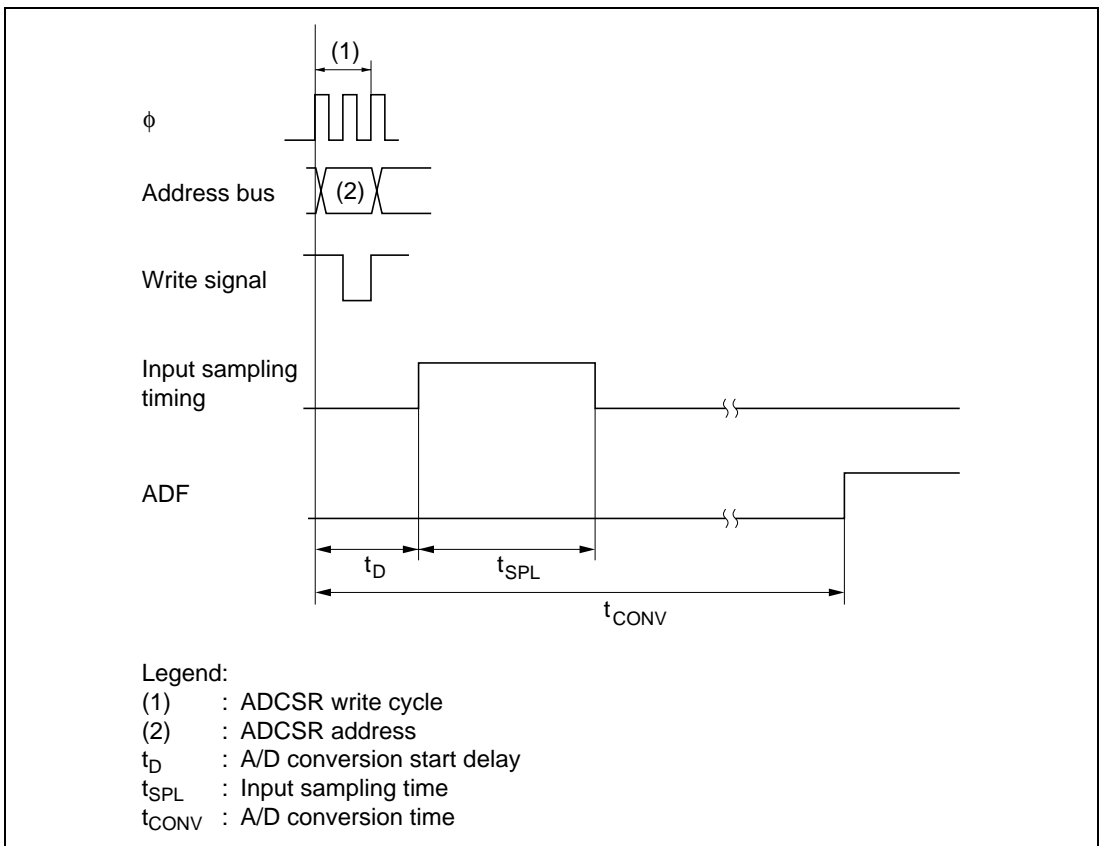 (1)
ϕ
Address bus
(2)
Write signal
Input sampling
timing
ADF
tD
tSPL
tCONV
Legend:
(1) : ADCSR write cycle
(2) : ADCSR address
tD : A/D conversion start delay
tSPL : Input sampling time
tCONV : A/D conversion time